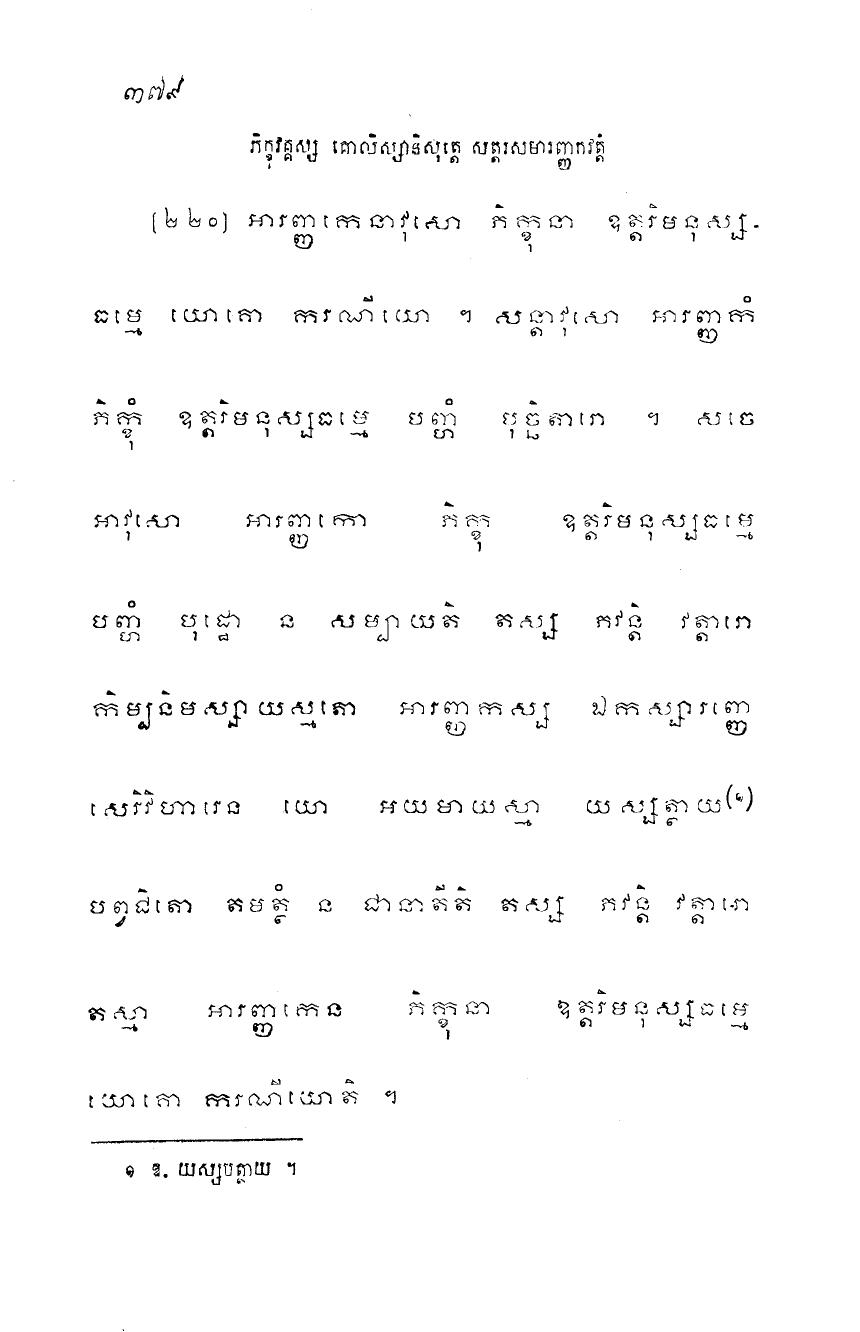 ៣៧៩
ភិក្ខុវគ្គស្ស គោលិស្សានិសុត្តេ សត្តរសមារញ្ញកវត្តំ
[២២០] អារញ្ញកេនាវុសោ ភិក្ខុនា ឧត្តរិមនុស្ស-
ធម្មេ យោគោ ករណីយោ ។ សន្តាវុសោ អារញ្ញកំ
ភិក្ខុំ ឧត្តរិមនុស្សធម្មេ បញ្ហំ បុច្ឆិតារោ ។ សចេ
អាវុសោ អារញ្ញកោ ភិក្ខុ ឧត្តរិមនុស្សធម្មេ
បញ្ហំ បុដ្ឋោ ន សម្បាយតិ តស្ស ភវន្តិ វត្តារោ
កិម្បនិមស្សាយស្មតោ អារញ្ញកស្ស ឯកស្សារញ្ញេ
សេរិវិហារេន យោ អយមាយស្មា យស្សត្ថាយ(១)
បព្វជិតោ តមត្ថំ ន ជានាតីតិ តស្ស ភវន្តិ វត្តារោ
តស្មា អារញ្ញកេន ភិក្ខុនា ឧត្តរិមនុស្សធម្មេ
យោគោ ករណីយោតិ ។
១ ឱ. យស្សបត្ថាយ ។